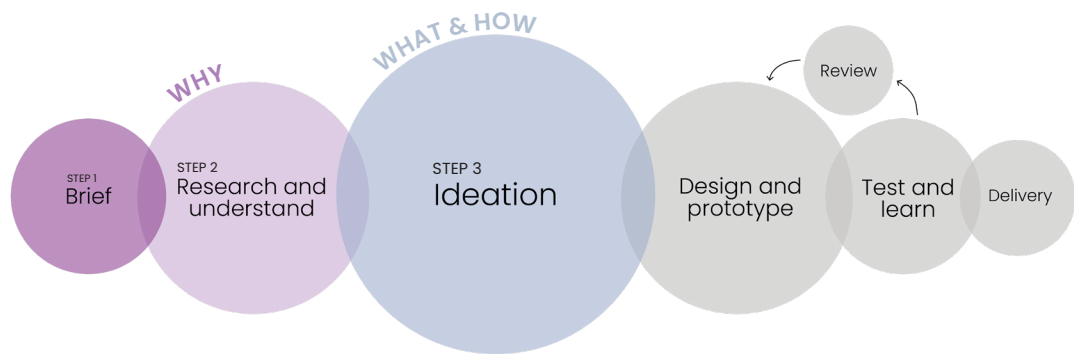 WHY
WHAT & HOW
STEP 1
Brief
STEP 2
Research and
understand
STEP 3
Ideation
Design and
prototype
Review
Test and
learn
Delivery